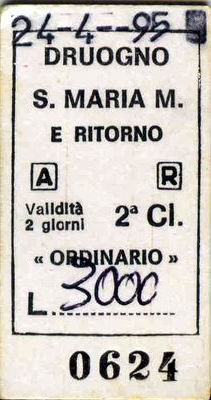 24-4--95
DRUOGNO
S. MARIA M.
E RITORNO
A R
Validità
2 giorni 2ª Cl.
« ORDINARIO »
L. 3000
0624